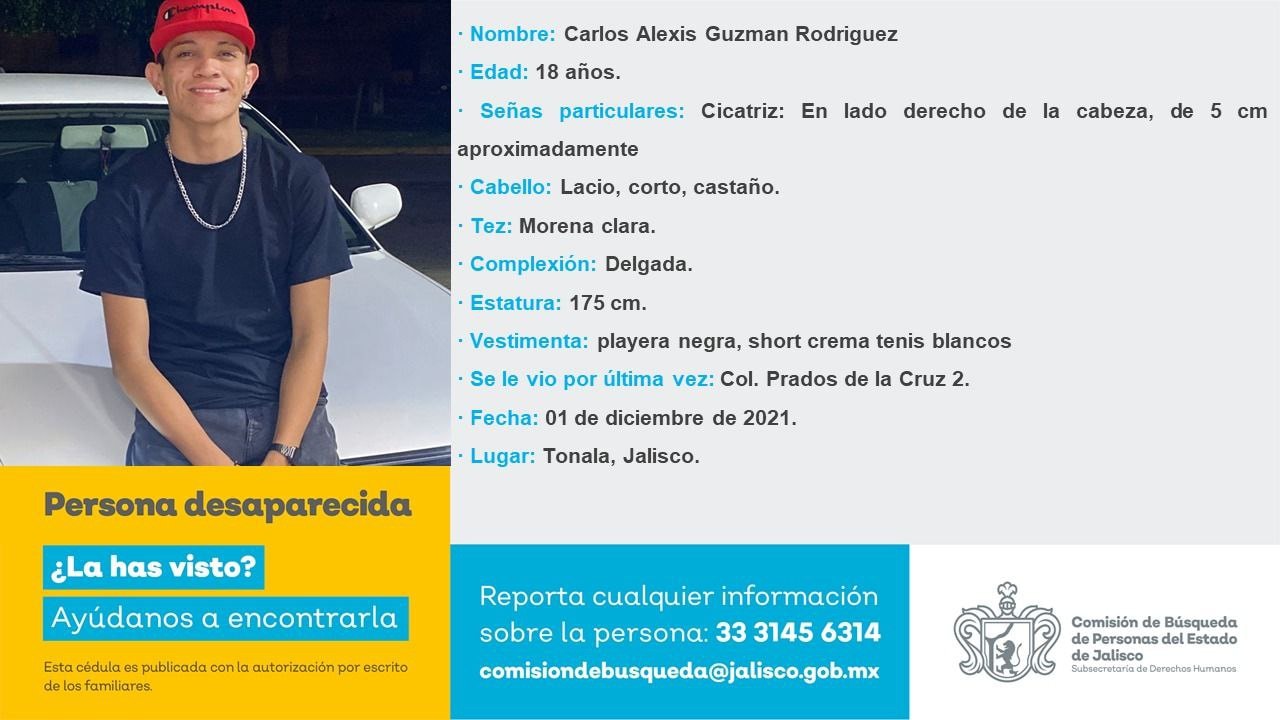 Champion
· Nombre: Carlos Alexis Guzman Rodriguez
· Edad: 18 años.
· Señas particulares: Cicatriz: En lado derecho de la cabeza, de 5 cm
aproximadamente
· Cabello: Lacio, corto, castaño.
· Tez: Morena clara.
· Complexión: Delgada.
· Estatura: 175 cm.
· Vestimenta: playera negra, short crema tenis blancos
· Se le vio por última vez: Col. Prados de la Cruz 2.
· Fecha: 01 de diciembre de 2021.
· Lugar: Tonala, Jalisco.
Persona desaparecida
¿La has visto?
Ayúdanos a encontrarla
Esta cédula es publicada con la autorización por escrito
de los familiares.
Reporta cualquier información
sobre la persona: 33 3145 6314
comisiondebusqueda@jalisco.gob.mx
Comisión de Búsqueda
de Personas del Estado
de Jalisco
Subsecretaría de Derechos Humanos